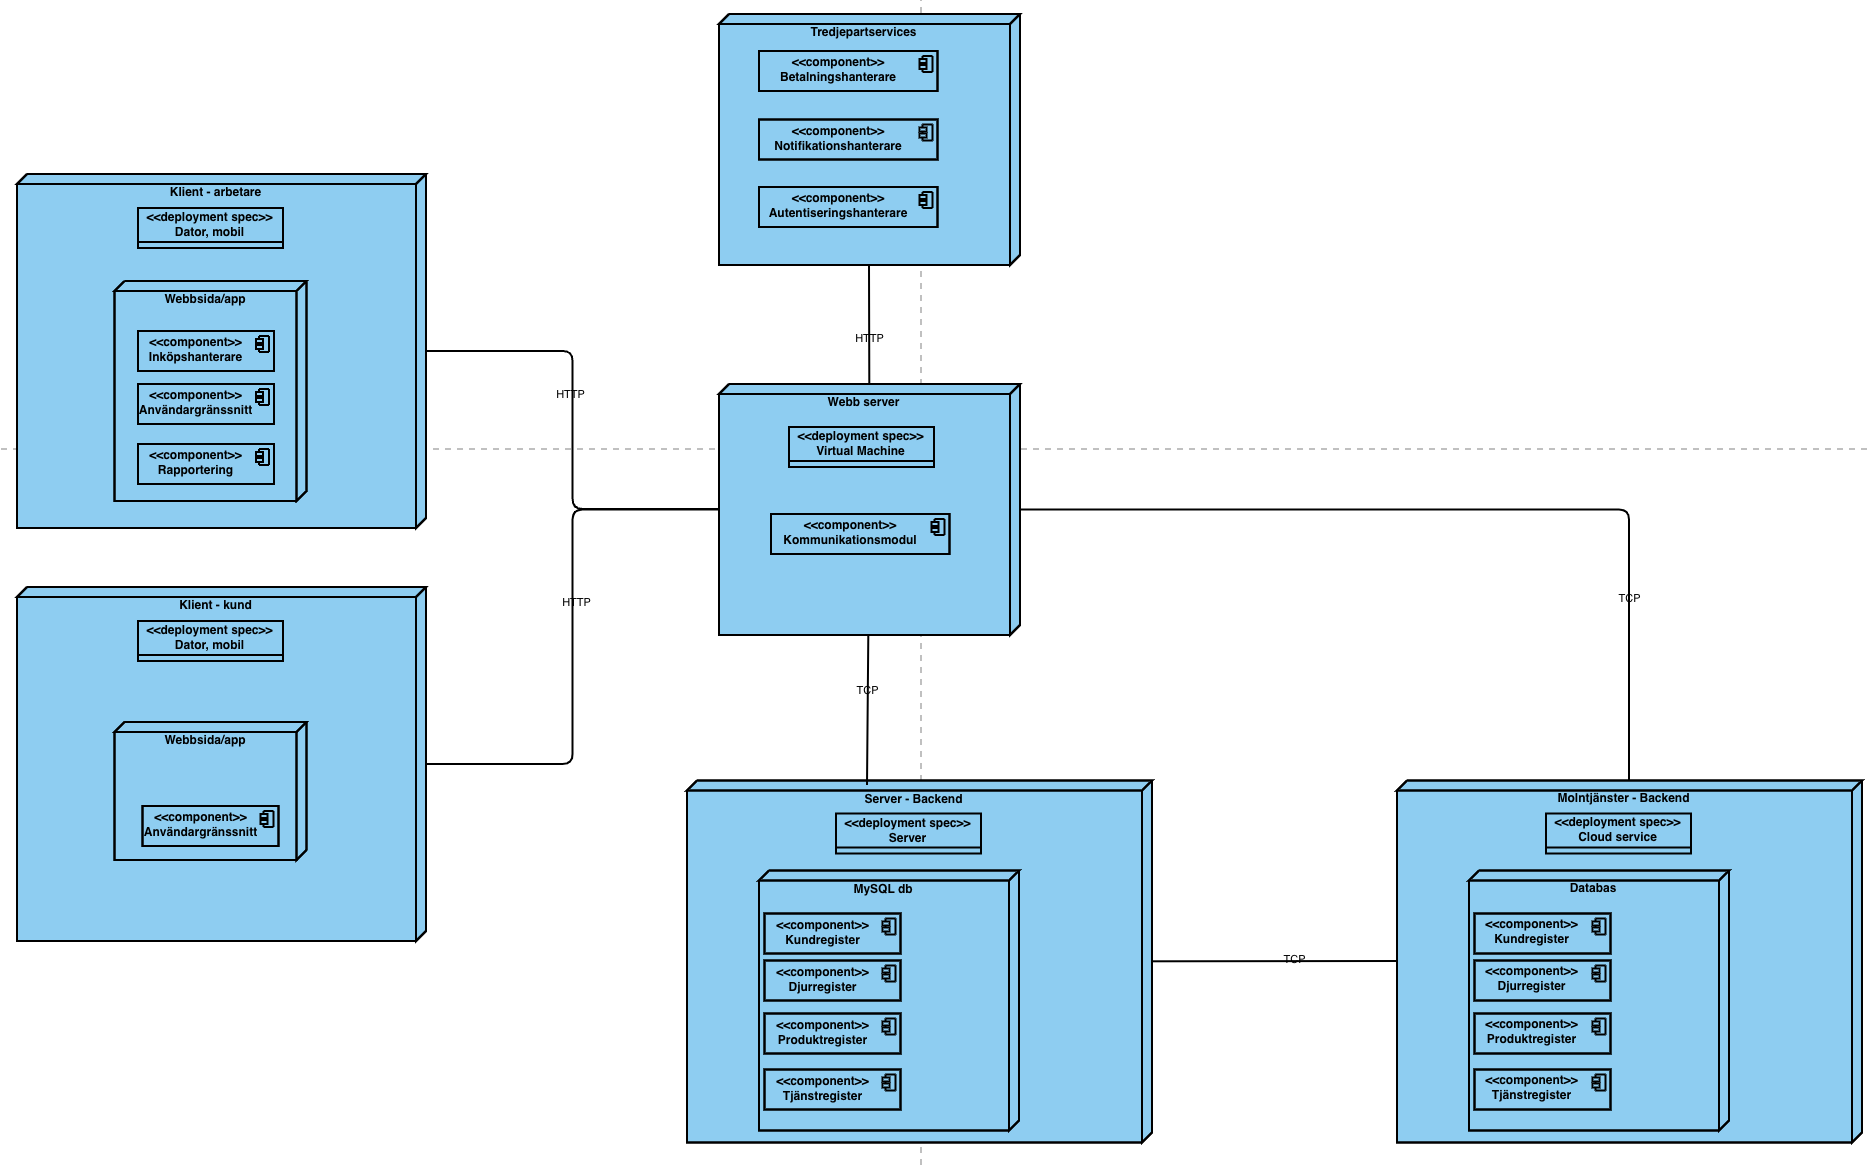 Tredjepartservices
<<component>>
Betalningshanterare
<<component>>
Notifikationshanterare
<<component>>
Autentiseringshanterare
Klient - arbetare
<<deployment spec>>
Dator, mobil
Webbsida/app
<<component>>
Inköpshanterare
<<component>>
Användargränssnitt
<<component>>
Rapportering
HTTP
HTTP
Webb server
<<deployment spec>>
Virtual Machine
<<component>>
Kommunikationsmodul
Klient - kund
<<deployment spec>>
Dator, mobil
Webbsida/app
<<component>>
Användargränssnitt
HTTP
TCP
TCP
Server - Backend
<<deployment spec>>
Server
MySQL db
<<component>>
Kundregister
<<component>>
Djurregister
<<component>>
Produktregister
<<component>>
Tjänstregister
TCP
Molntjänster - Backend
<<deployment spec>>
Cloud service
Databas
<<component>>
Kundregister
<<component>>
Djurregister
<<component>>
Produktregister
<<component>>
Tjänstregister